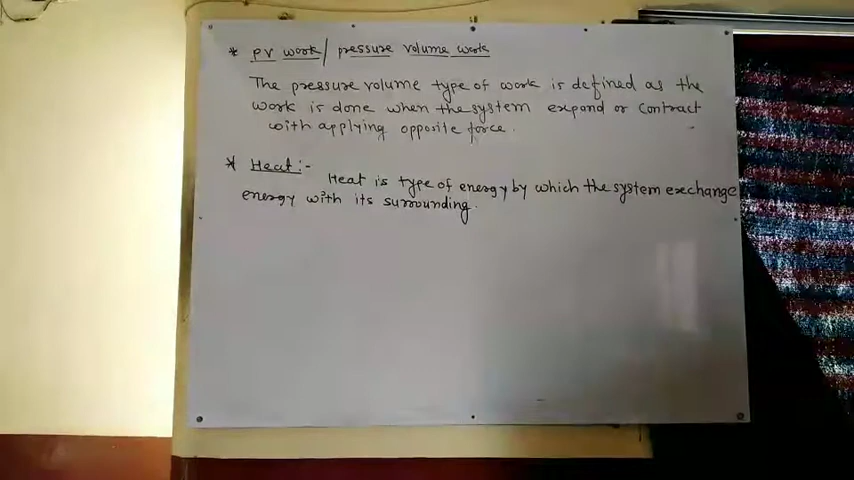 * PV work/ pressure volume work
The pressure volume type of work is defined as the
work is done when the system expand or contract
with applying opposite force.
* Heat:-
Heat is type of energy by which the system exchange
energy with its surrounding.